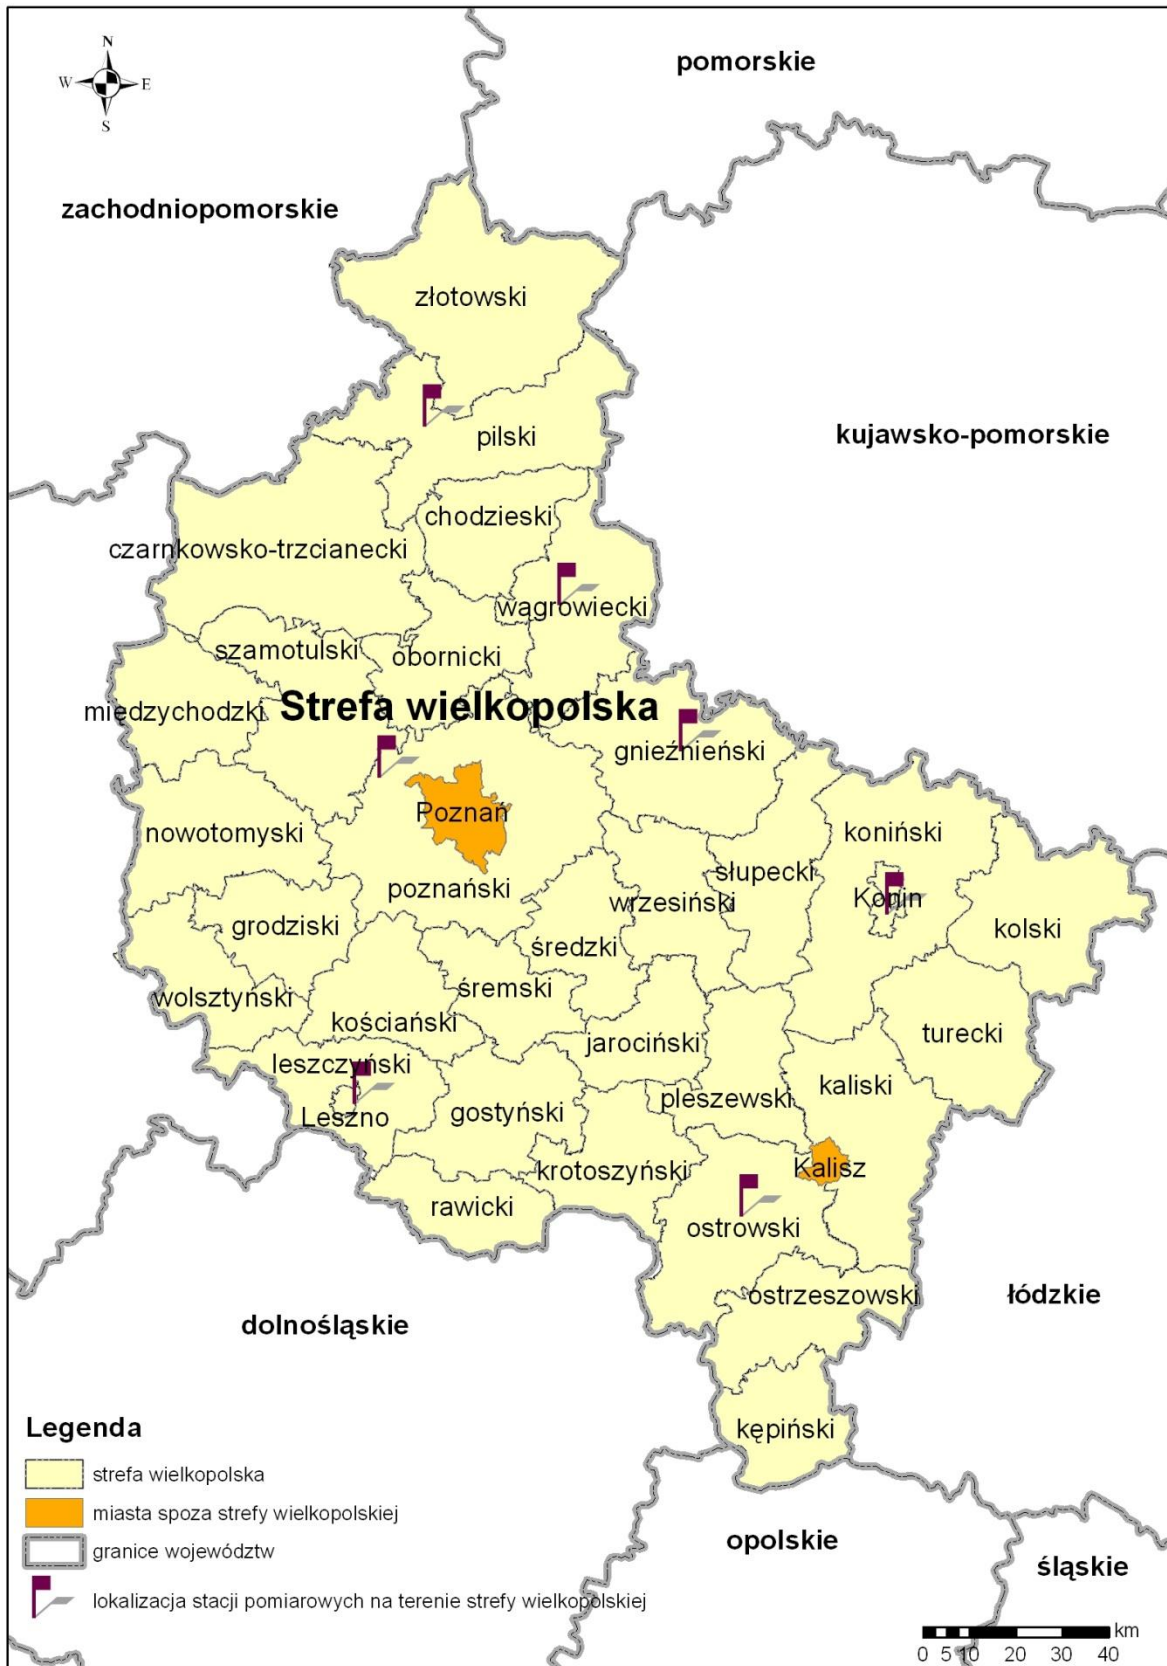 N
W E
S
pomorskie
zachodniopomorskie
złotowski
pilski
kujawsko-pomorskie
chodzieski
czarnkowsko-trzcianecki
wągrowiecki
szamotulski
obornicki
międzychodzki
Strefa wielkopolska
gnieźnieński
Poznań
nowotomyski
koniński
słupecki
poznański
wrzesiński
Konin
grodziski
kolski
średzki
wolsztyński
śremski
kościański
turecki
jarociński
leszczyński
kaliski
pleszewski
gostyński
Leszno
Kalisz
krotoszyński
rawicki
ostrowski
ostrzeszowski
łódzkie
dolnośląskie
kępiński
Legenda
strefa wielkopolska
miasta spoza strefy wielkopolskiej
granice województw
lokalizacja stacji pomiarowych na terenie strefy wielkopolskiej
opolskie
śląskie
km
0 5 10 20 30 40